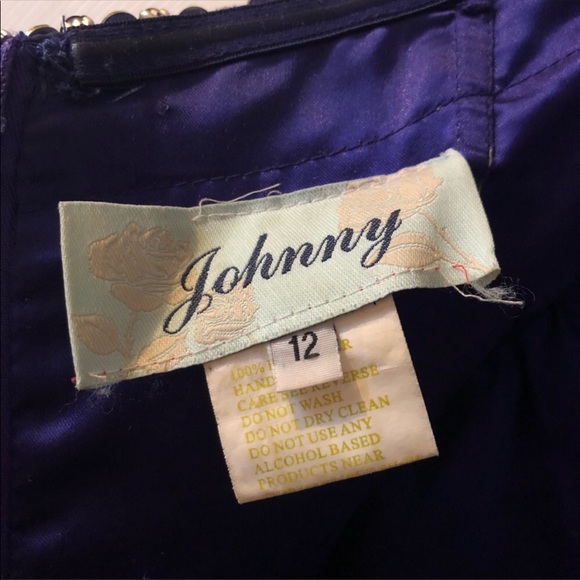 Johnny
12
100%
HAND
CARE SEE REVERSE
DO NOT WASH
DO NOT DRY CLEAN
DO NOT USE ANY
ALCOHOL BASED
PRODUCTS NEAR